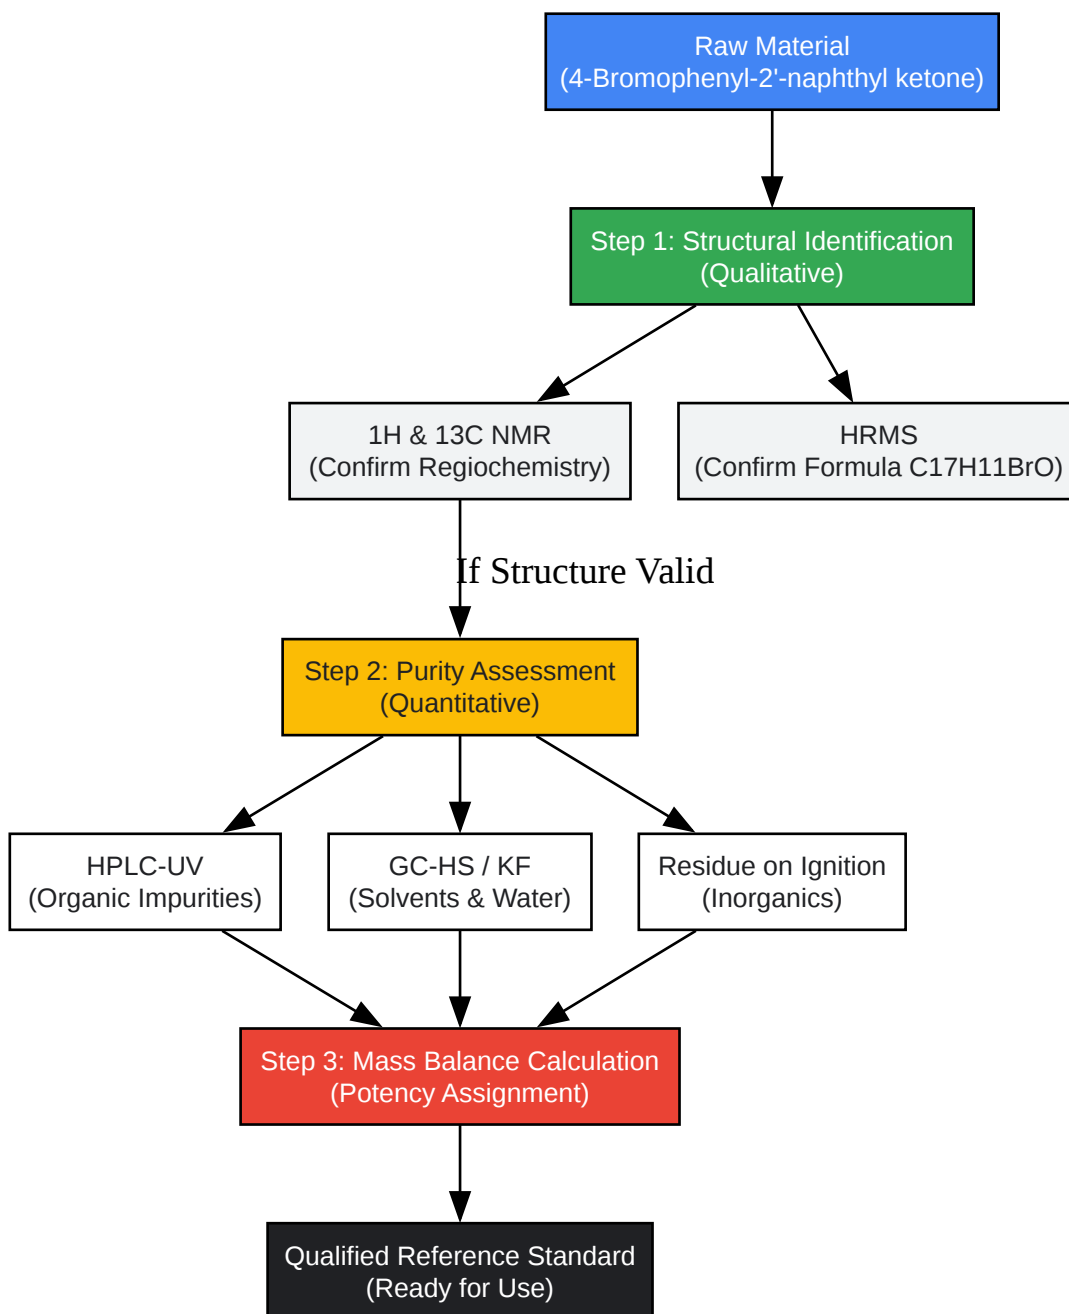 Raw Material
(4-Bromophenyl-2'-naphthyl ketone)
Step 1: Structural Identification
(Qualitative)
1H & 13C NMR
(Confirm Regiochemistry)
HRMS
(Confirm Formula C17H11BrO)
If Structure Valid
Step 2: Purity Assessment
(Quantitative)
HPLC-UV
(Organic Impurities)
GC-HS / KF
(Solvents & Water)
Residue on Ignition
(Inorganics)
Step 3: Mass Balance Calculation
(Potency Assignment)
Qualified Reference Standard
(Ready for Use)